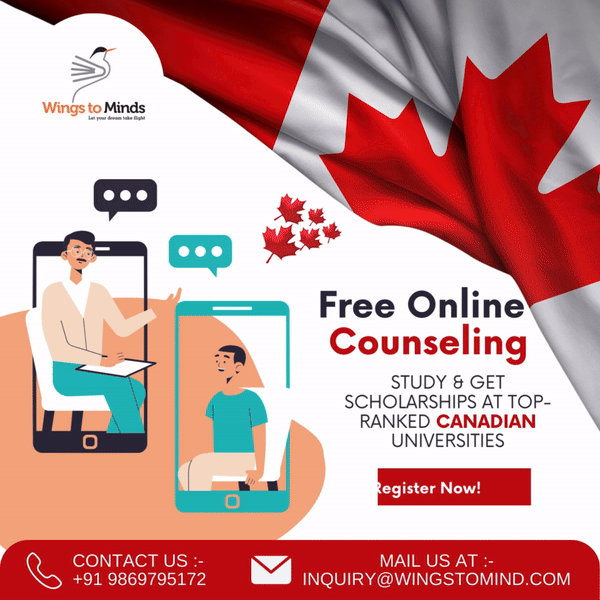 Wings to Minds
Let your dream take flight
Free Online
Counseling
STUDY & GET
SCHOLARSHIPS AT TOP-
RANKED CANADIAN
UNIVERSITIES
Register Now!
CONTACT US :-
+91 9869795172
MAIL US AT :-
INQUIRY@WINGSTOMIND.COM